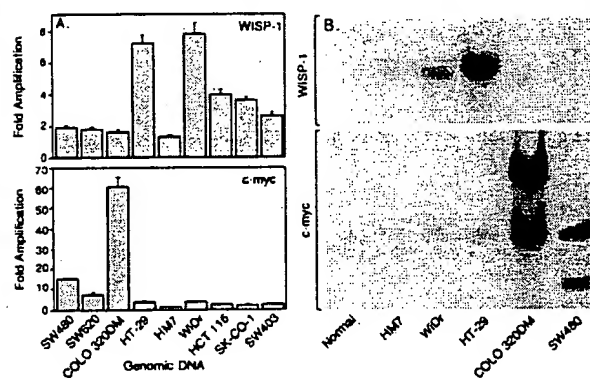 A.
WISP-1
Fold Amplification
8
6
4
2
0
c-myc
Fold Amplification
70
60
50
40
30
20
10
0
SW480
SW620
COLO 320DM
HT-29
HM7
WiDr
HCT 116
SK-CO-1
SW403
Genomic DNA
B.
WISP-1
c-myc
Normal
HM7
WiDr
HT-29
COLO 320DM
SW480